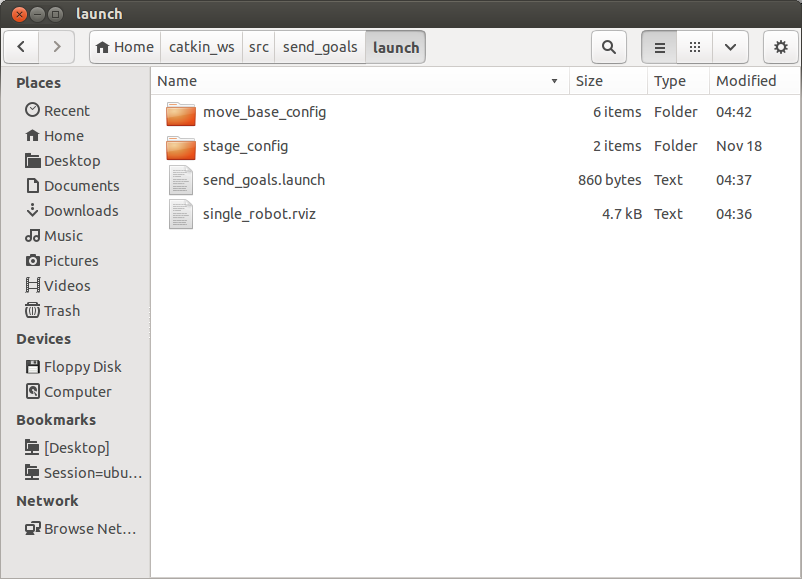 launch
Home catkin_ws src send_goals launch
Places
Recent
Home
Desktop
Documents
Downloads
Music
Pictures
Videos
Trash
Devices
Floppy Disk
Computer
Bookmarks
[Desktop]
Session=ubu...
Network
Browse Net...
Name Size Type Modified
move_base_config 6 items Folder 04:42
stage_config 2 items Folder Nov 18
send_goals.launch 860 bytes Text 04:37
single_robot.rviz 4.7 kB Text 04:36